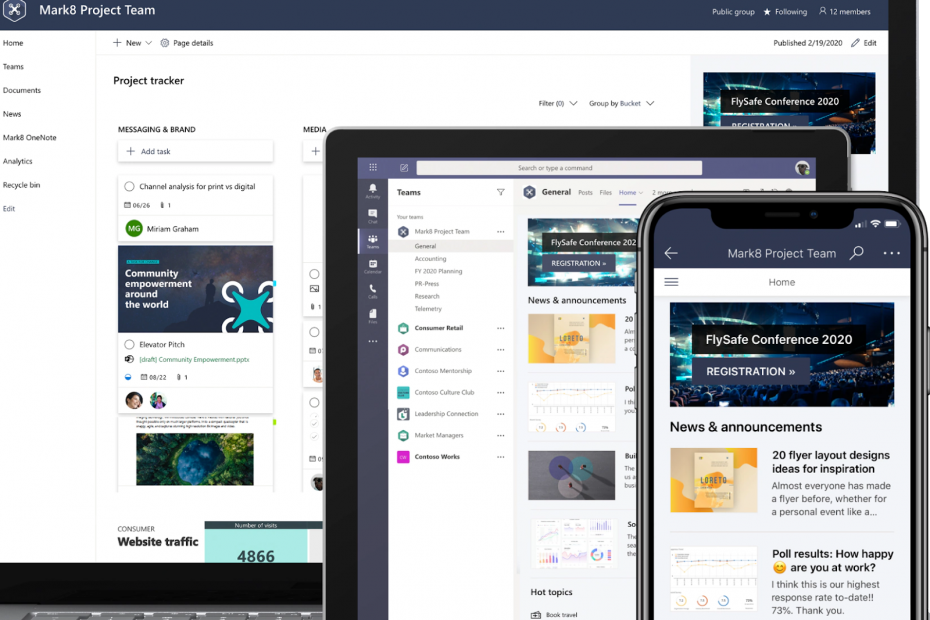 Mark8 Project Team
Public group
Following
12 members
Home
Teams
Documents
News
Mark8 OneNote
Analytics
Recycle bin
Edit
New
Page details
Published 2/19/2020
Edit
Project tracker
Filter (0)
Group by Bucket
MESSAGING & BRAND
Add task
Channel analysis for print vs digital
06/26
1
MG
Miriam Graham
Community
empowerment
around
the world
Elevator Pitch
[draft] Community Empowerment.pptx
08/22
1
CONSUMER
Website traffic
Number of visits
4866
MEDIA
FlySafe Conference 2020
REGISTRATION »
Search or type a command
Activity
Chat
Teams
Calendar
Calls
Files
Teams
Your teams
Mark8 Project Team
General
Accounting
FY 2020 Planning
PR-Press
Research
Telemetry
Consumer Retail
Communications
Contoso Mentorship
Contoso Culture Club
Leadership Connection
Market Managers
CW
Contoso Works
General
Posts
Files
Home
2
FlySafe Conference 202
REGISTRATION »
News & announcements
LORETO
20
Pol
Buil
So
Hot topics
Book travel
Mark8 Project Team
Home
FlySafe Conference 2020
REGISTRATION »
News & announcements
LORETO
20 flyer layout designs
ideas for inspiration
Almost everyone has made
a flyer before, whether for
a personal event like a...
Poll results: How happy
😊 are you at work?
I think this is our highest
response rate to-date!!
73%. Thank you.